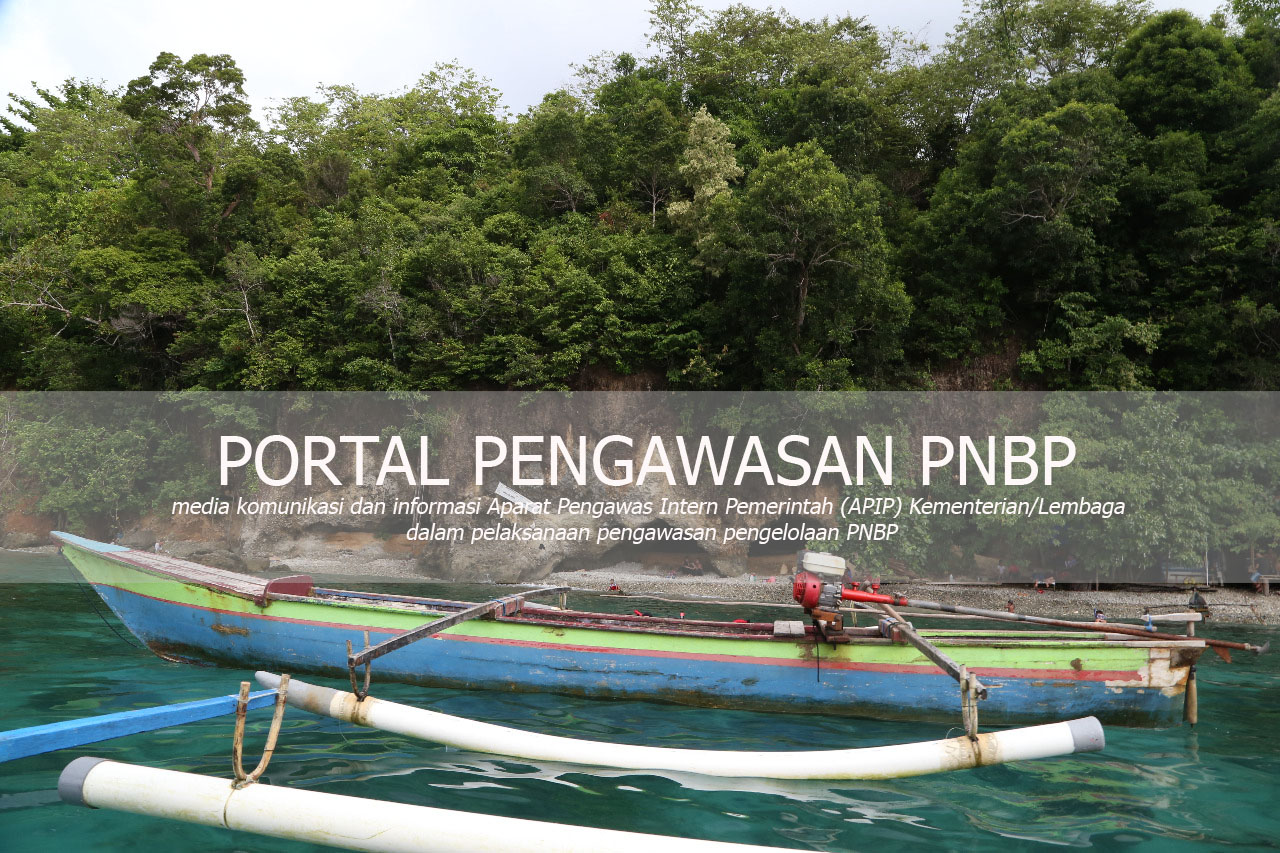 PORTAL PENGAWASAN PNBP
media komunikasi dan informasi Aparat Pengawas Intern Pemerintah (APIP) Kementerian/Lembaga
dalam pelaksanaan pengawasan pengelolaan PNBP